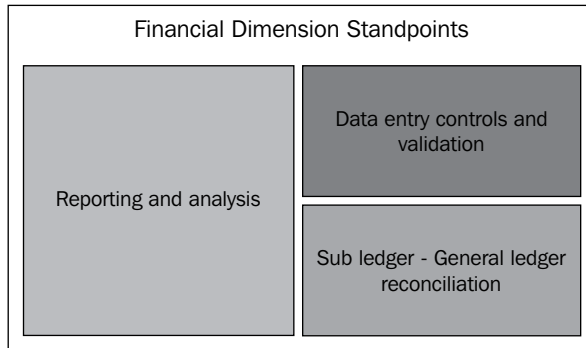 Financial Dimension Standpoints
Reporting and analysis
Data entry controls and
validation
Sub ledger - General ledger
reconciliation